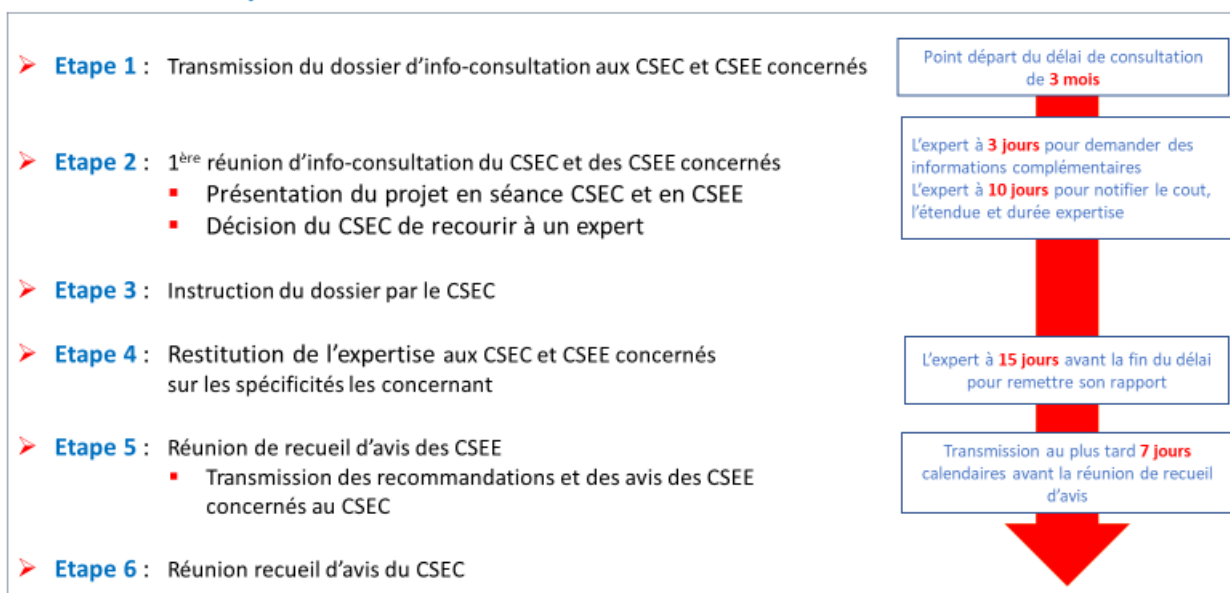 Etape 1 : Transmission du dossier d'info-consultation aux CSEC et CSEE concernés
Point départ du délai de consultation
de 3 mois
Etape 2 : 1ère réunion d'info-consultation du CSEC et des CSEE concernés
▪ Présentation du projet en séance CSEC et en CSEE
▪ Décision du CSEC de recourir à un expert
L'expert à 3 jours pour demander des
informations complémentaires
L'expert à 10 jours pour notifier le cout,
l'étendue et durée expertise
Etape 3 : Instruction du dossier par le CSEC
Etape 4 : Restitution de l'expertise aux CSEC et CSEE concernés
sur les spécificités les concernant
L'expert à 15 jours avant la fin du délai
pour remettre son rapport
Etape 5 : Réunion de recueil d'avis des CSEE
▪ Transmission des recommandations et des avis des CSEE
concernés au CSEC
Transmission au plus tard 7 jours
calendaires avant la réunion de recueil
d'avis
Etape 6 : Réunion recueil d'avis du CSEC